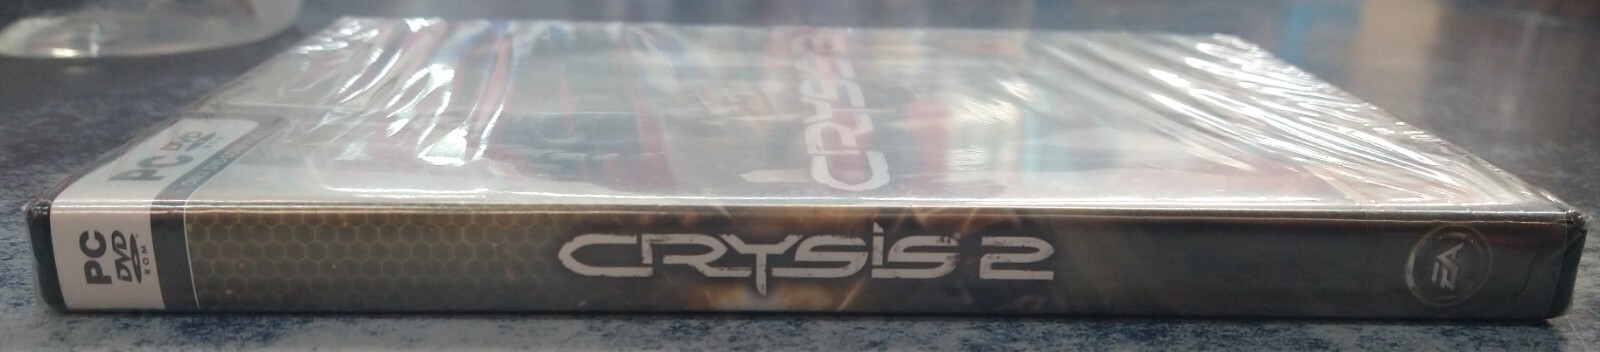 PC
DVD
ROM
CRYSIS 2
EA
PC DVD
CRYSIS 2